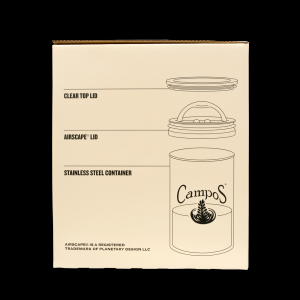 CLEAR TOP LID
AIRSCAPE® LID
STAINLESS STEEL CONTAINER
CAMPOS®
AIRSCAPE® IS A REGISTERED
TRADEMARK OF PLANETARY DESIGN LLC